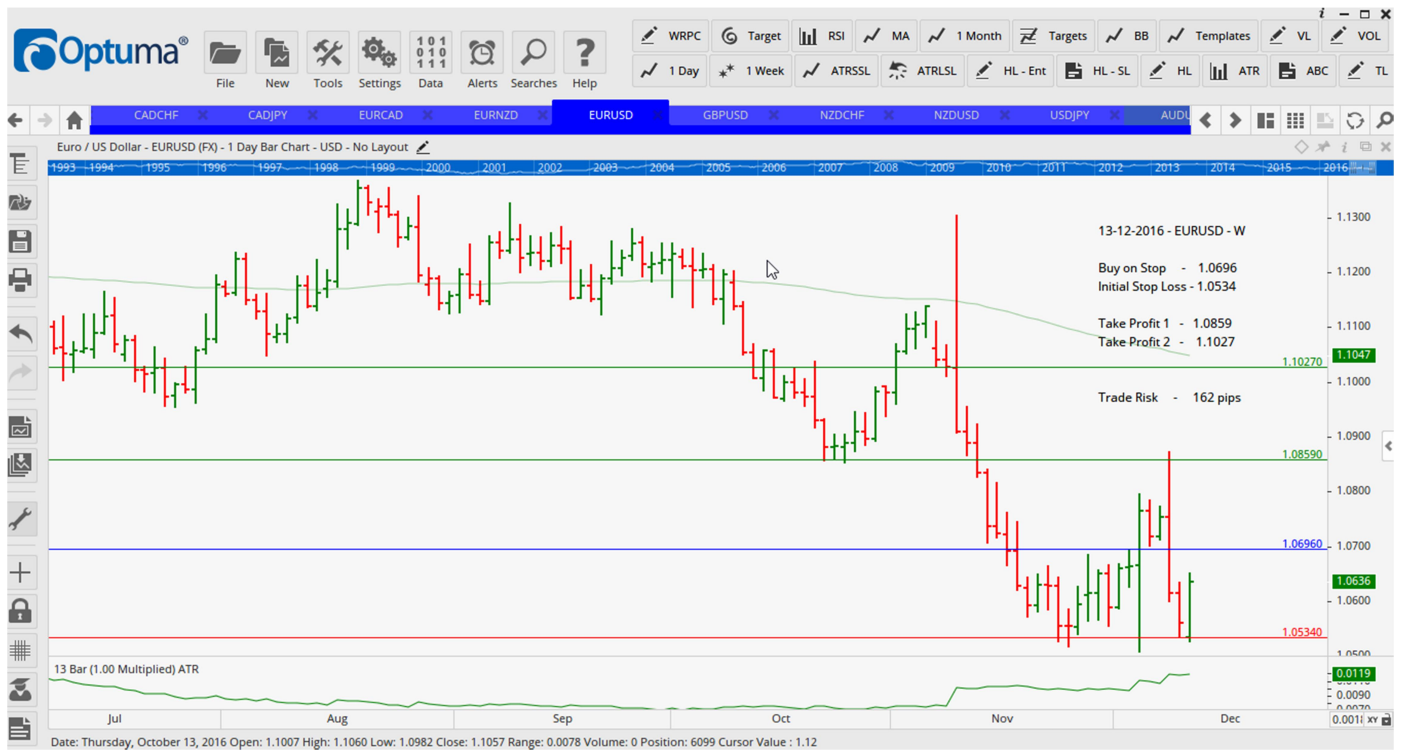 i
Optuma®
File New Tools Settings Data Alerts Searches Help
101
010
111
WRPC Target RSI MA 1 Month Targets BB Templates VL VOL
1 Day 1 Week ATRSSL ATRLSL HL - Ent HL - SL HL ATR ABC TL
CADCHF CADJPY EURCAD EURNZD EURUSD GBPUSD NZDCHF NZDUSD USDJPY AUDU
Euro / US Dollar - EURUSD (FX) - 1 Day Bar Chart - USD - No Layout
1993 1994 1995 1996 1997 1998 1999 2000 2001 2002 2003 2004 2005 2006 2007 2008 2009 2010 2011 2012 2013 2014 2015 2016
13-12-2016 - EURUSD - W
Buy on Stop - 1.0696
Initial Stop Loss - 1.0534
Take Profit 1 - 1.0859
Take Profit 2 - 1.1027
Trade Risk - 162 pips
1.1300
1.1200
1.1100
1.1047
1.10270
1.1000
1.0900
1.08590
1.0800
1.06960
1.0700
1.0636
1.0600
1.05340
1.0500
13 Bar (1.00 Multiplied) ATR
0.0119
0.0090
0.0070
Jul Aug Sep Oct Nov Dec
XY
Date: Thursday, October 13, 2016 Open: 1.1007 High: 1.1060 Low: 1.0982 Close: 1.1057 Range: 0.0078 Volume: 0 Position: 6099 Cursor Value : 1.12